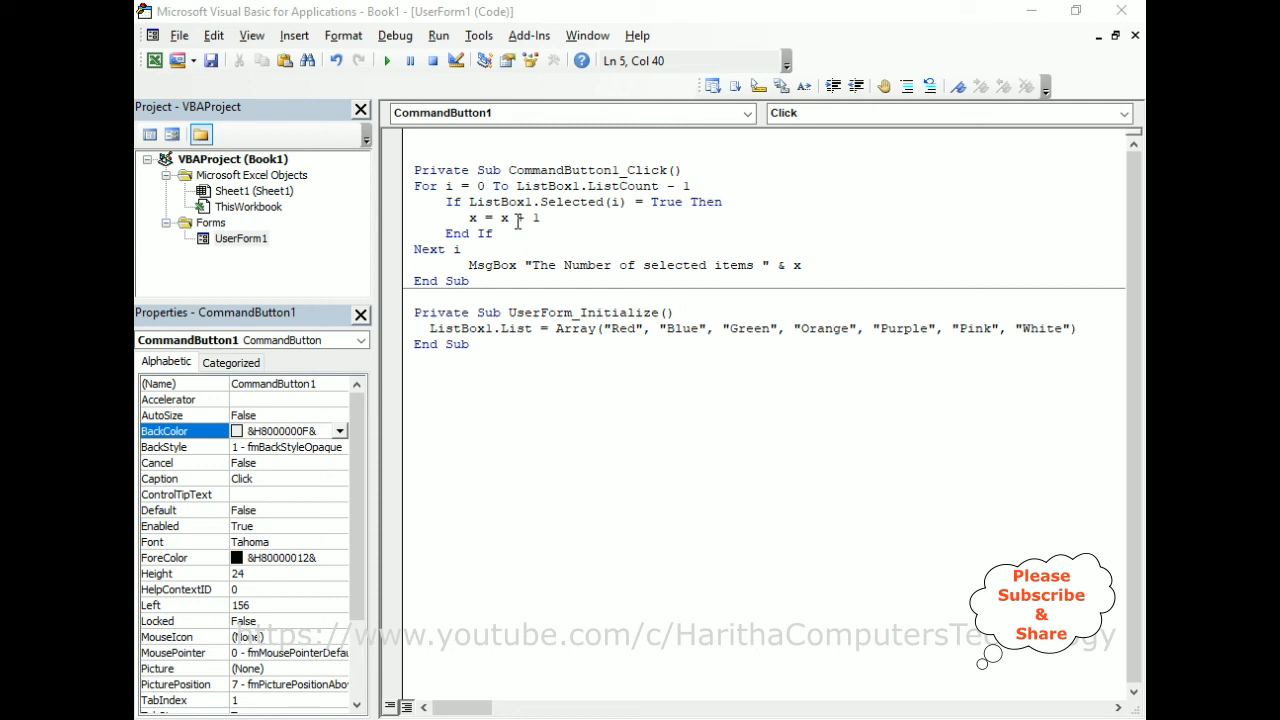 Microsoft Visual Basic for Applications - Book1 - [UserForm1 (Code)]
File Edit View Insert Format Debug Run Tools Add-Ins Window Help
Ln 5, Col 40
Project - VBAProject
VBAProject (Book1)
Microsoft Excel Objects
Sheet1 (Sheet1)
ThisWorkbook
Forms
UserForm1
Properties - CommandButton1
CommandButton1 CommandButton
Alphabetic Categorized
(Name) CommandButton1
Accelerator
AutoSize False
BackColor &H8000000F&
BackStyle 1 - fmBackStyleOpaque
Cancel False
Caption Click
ControlTipText
Default False
Enabled True
Font Tahoma
ForeColor &H80000012&
Height 24
HelpContextID 0
Left 156
Locked False
MouseIcon (None)
MousePointer 0 - fmMousePointerDefau
Picture (None)
PicturePosition 7 - fmPicturePositionAbov
TabIndex 1
CommandButton1 Click
Private Sub CommandButton1_Click()
For i = 0 To ListBox1.ListCount - 1
If ListBox1.Selected(i) = True Then
x = x + 1
End If
Next i
MsgBox "The Number of selected items " & x
End Sub
Private Sub UserForm_Initialize()
ListBox1.List = Array("Red", "Blue", "Green", "Orange", "Purple", "Pink", "White")
End Sub
Please
Subscribe
&
Share